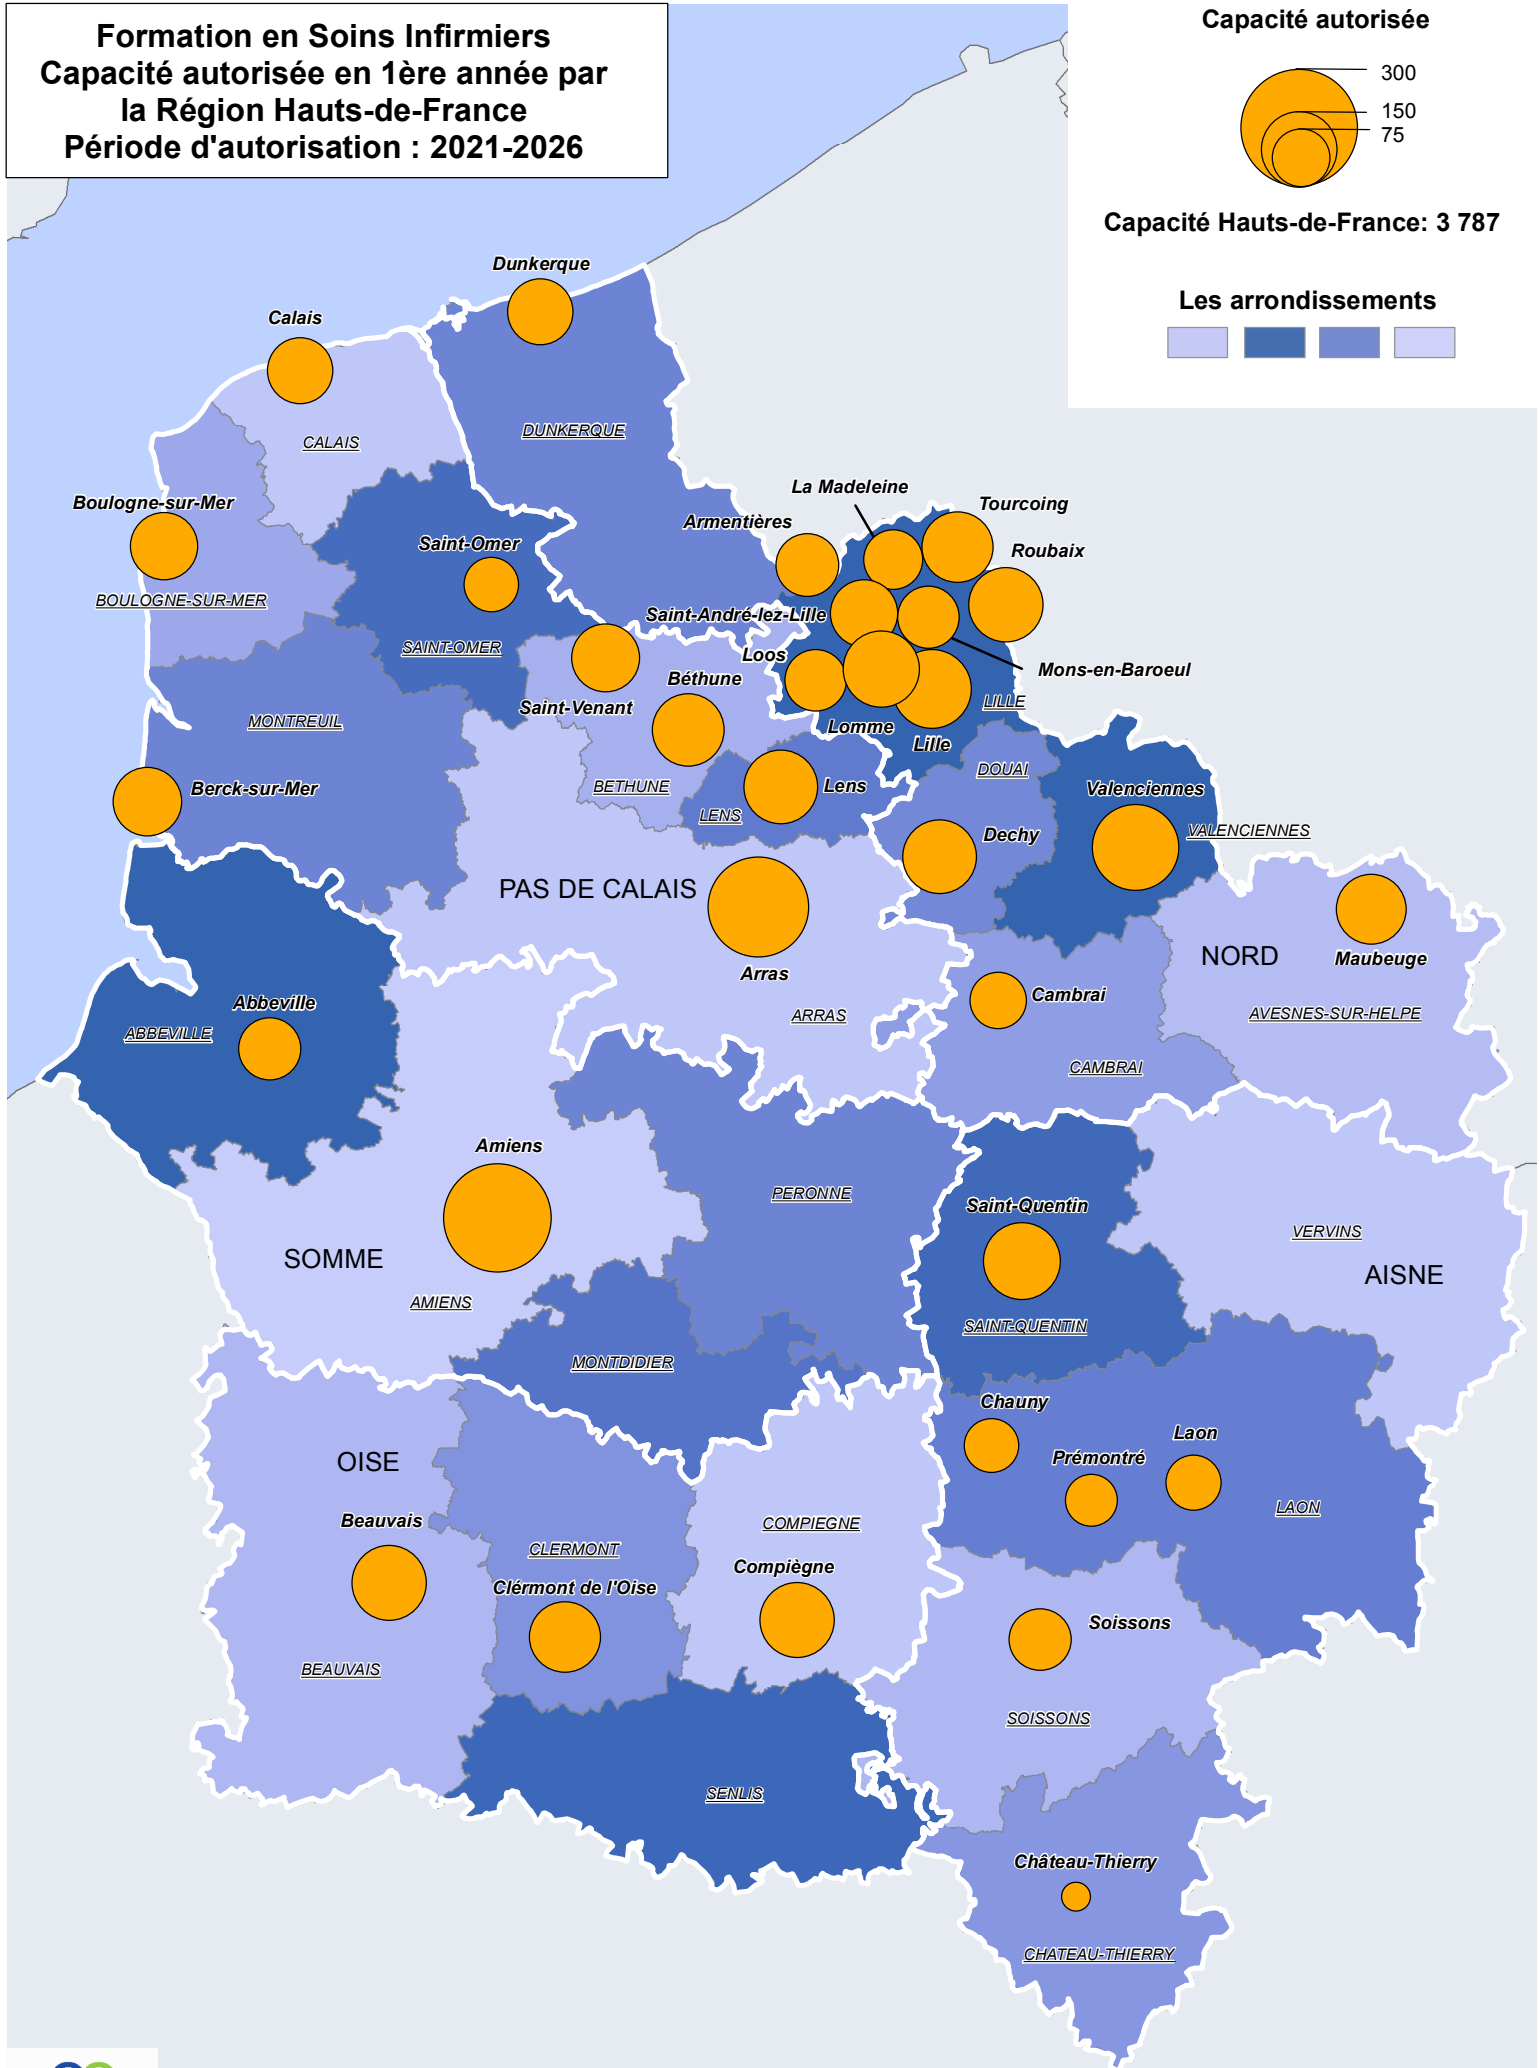 Formation en Soins Infirmiers
Capacité autorisée en 1ère année par
la Région Hauts-de-France
Période d'autorisation : 2021-2026
Capacité autorisée
300
150
75
Capacité Hauts-de-France: 3 787
Les arrondissements
Dunkerque
Calais
CALAIS
DUNKERQUE
Boulogne-sur-Mer
BOULOGNE-SUR-MER
Saint-Omer
SAINT-OMER
La Madeleine
Tourcoing
Armentières
Roubaix
Saint-André-lez-Lille
Loos
Mons-en-Baroeul
Lomme
Lille
LILLE
Saint-Venant
Béthune
BETHUNE
MONTREUIL
Berck-sur-Mer
Lens
LENS
DOUAI
Dechy
Valenciennes
VALENCIENNES
PAS DE CALAIS
Arras
ARRAS
NORD
Maubeuge
AVESNES-SUR-HELPE
Cambrai
CAMBRAI
Abbeville
ABBEVILLE
Amiens
SOMME
AMIENS
PERONNE
MONTDIDIER
Saint-Quentin
SAINT-QUENTIN
VERVINS
AISNE
Chauny
Prémontré
Laon
LAON
OISE
Beauvais
BEAUVAIS
CLERMONT
Clérmont de l'Oise
COMPIEGNE
Compiègne
Soissons
SOISSONS
SENLIS
Château-Thierry
CHATEAU-THIERRY